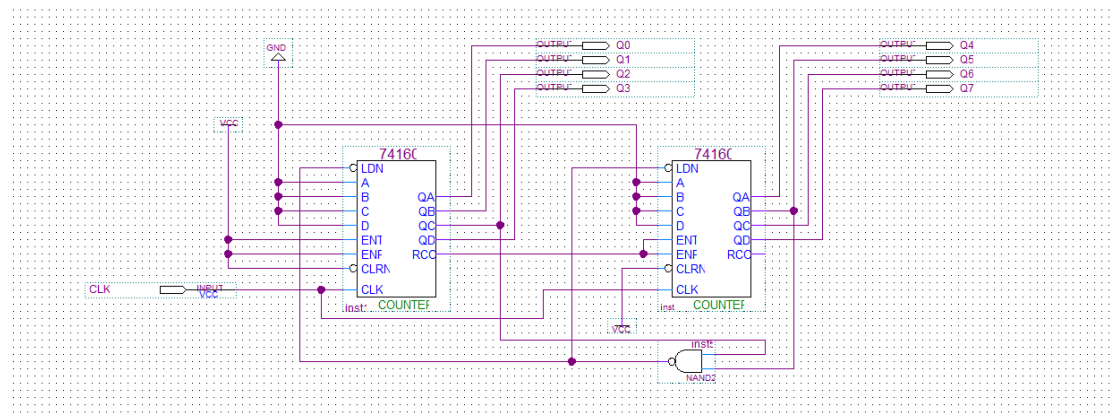 GND
OUTPUT Q0
OUTPUT Q1
OUTPUT Q2
OUTPUT Q3
OUTPUT Q4
OUTPUT Q5
OUTPUT Q6
OUTPUT Q7
VCC
74160
LDN
A
B QA
C QB
D QC
ENT QD
ENP RCO
CLRN
CLK
inst1 COUNTER
74160
LDN
A
B QA
C QB
D QC
ENT QD
ENP RCO
CLRN
CLK
inst COUNTER
CLK INPUT
VCC
VCC
NAND2